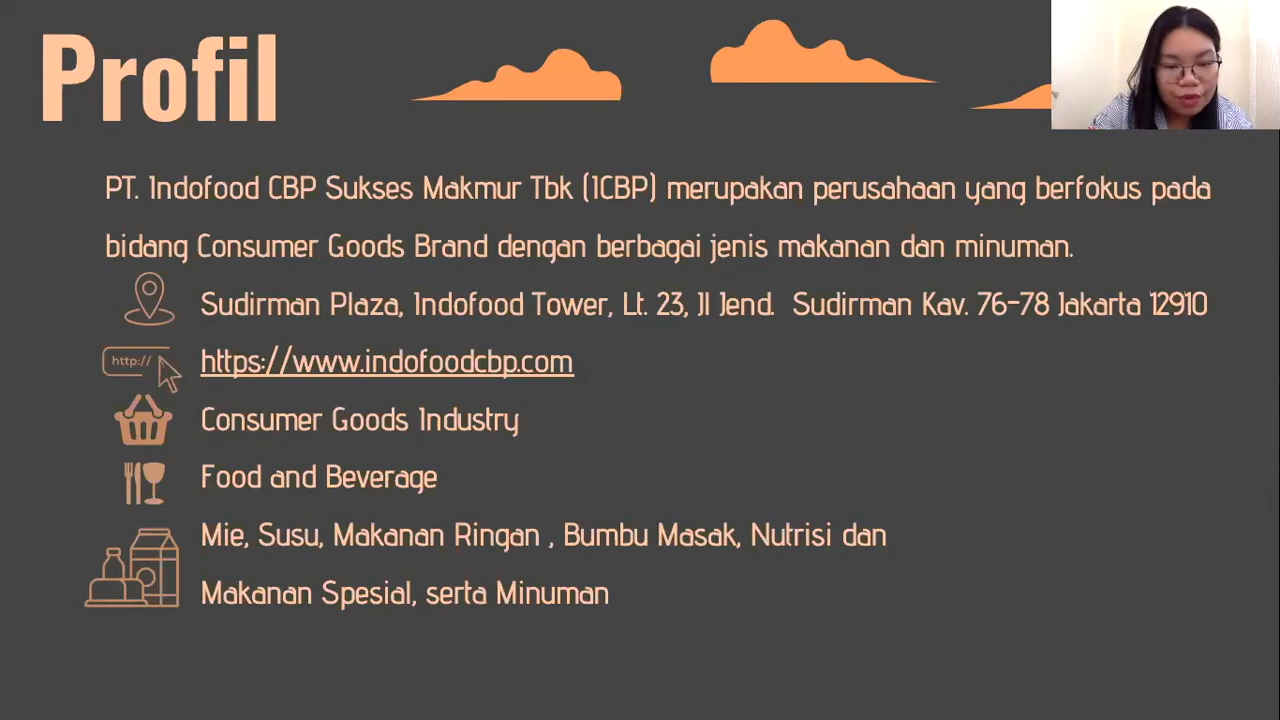 Profil
PT. Indofood CBP Sukses Makmur Tbk (ICBP) merupakan perusahaan yang berfokus pada
bidang Consumer Goods Brand dengan berbagai jenis makanan dan minuman.
Sudirman Plaza, Indofood Tower, Lt. 23, Jl Jend. Sudirman Kav. 76-78 Jakarta 12910
http://
https://www.indofoodcbp.com
Consumer Goods Industry
Food and Beverage
Mie, Susu, Makanan Ringan , Bumbu Masak, Nutrisi dan
Makanan Spesial, serta Minuman